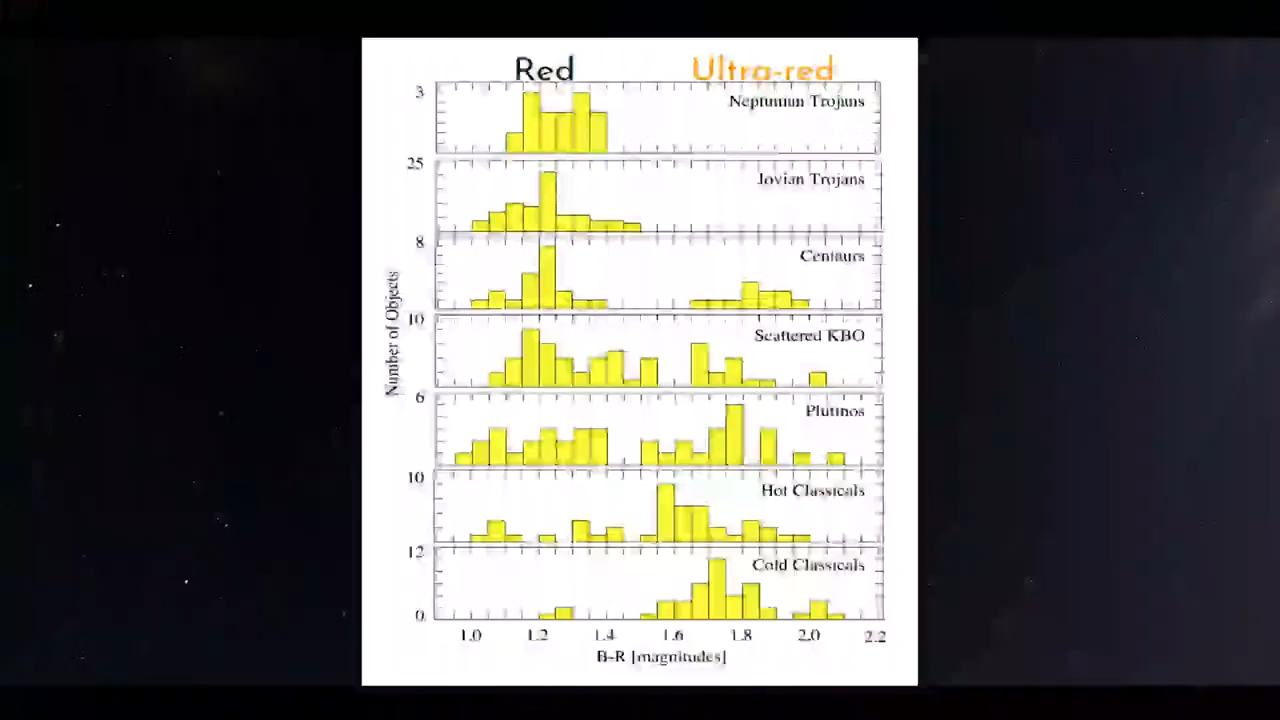 Red Ultra-red
3 Neptunian Trojans
25 Jovian Trojans
8 Centaurs
10 Scattered KBO
6 Plutinos
10 Hot Classicals
12 Cold Classicals
0
Number of Objects
1.0 1.2 1.4 1.6 1.8 2.0 2.2
B-R [magnitudes]